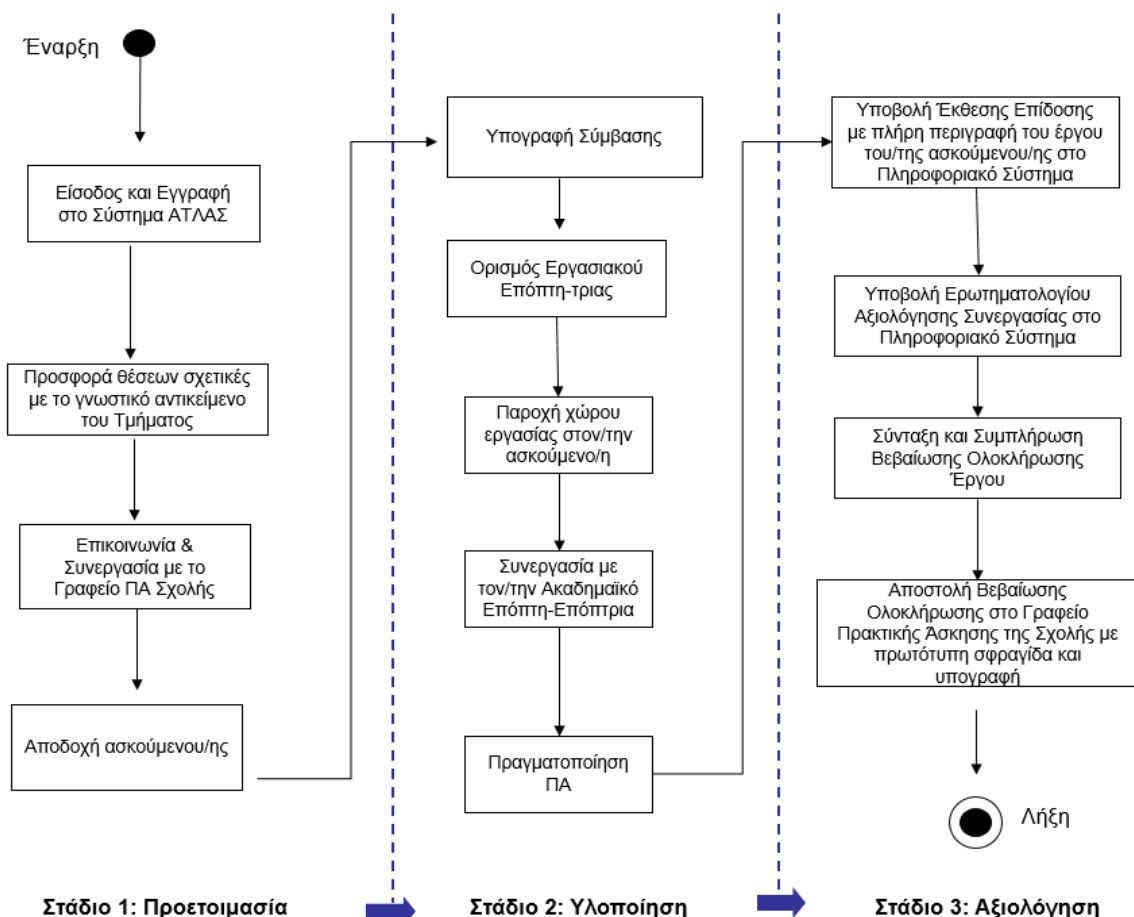 Έναρξη
Είσοδος και Εγγραφή
στο Σύστημα ΑΤΛΑΣ
Προσφορά θέσεων σχετικές
με το γνωστικό αντικείμενο
του Τμήματος
Επικοινωνία &
Συνεργασία με το
Γραφείο ΠΑ Σχολής
Αποδοχή ασκούμενου/ης
Στάδιο 1: Προετοιμασία
Υπογραφή Σύμβασης
Ορισμός Εργασιακού
Επόπτη-τριας
Παροχή χώρου
εργασίας στον/την
ασκούμενο/η
Συνεργασία με
τον/την Ακαδημαϊκό
Επόπτη-Επόπτρια
Πραγματοποίηση
ΠΑ
Στάδιο 2: Υλοποίηση
Υποβολή Έκθεσης Επίδοσης
με πλήρη περιγραφή του έργου
του/της ασκούμενου/ης στο
Πληροφοριακό Σύστημα
Υποβολή Ερωτηματολογίου
Αξιολόγησης Συνεργασίας στο
Πληροφοριακό Σύστημα
Σύνταξη και Συμπλήρωση
Βεβαίωσης Ολοκλήρωσης
Έργου
Αποστολή Βεβαίωσης
Ολοκλήρωσης στο Γραφείο
Πρακτικής Άσκησης της Σχολής με
πρωτότυπη σφραγίδα και
υπογραφή
Λήξη
Στάδιο 3: Αξιολόγηση